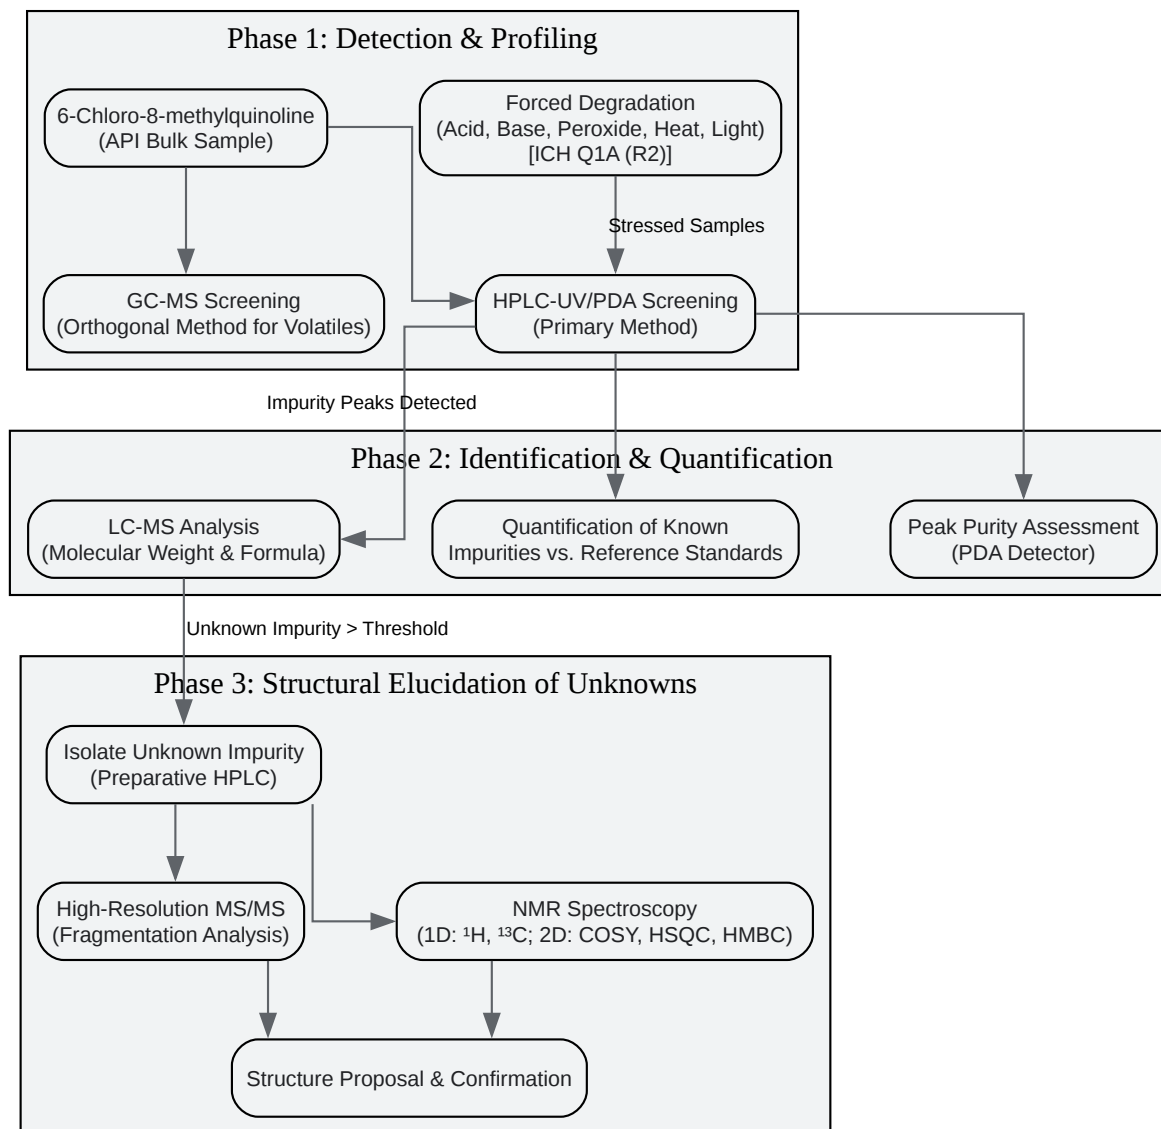 Phase 1: Detection & Profiling
6-Chloro-8-methylquinoline
(API Bulk Sample)
Forced Degradation
(Acid, Base, Peroxide, Heat, Light)
[ICH Q1A (R2)]
Stressed Samples
GC-MS Screening
(Orthogonal Method for Volatiles)
HPLC-UV/PDA Screening
(Primary Method)
Impurity Peaks Detected
Phase 2: Identification & Quantification
LC-MS Analysis
(Molecular Weight & Formula)
Quantification of Known
Impurities vs. Reference Standards
Peak Purity Assessment
(PDA Detector)
Unknown Impurity > Threshold
Phase 3: Structural Elucidation of Unknowns
Isolate Unknown Impurity
(Preparative HPLC)
High-Resolution MS/MS
(Fragmentation Analysis)
NMR Spectroscopy
(1D: ¹H, ¹³C; 2D: COSY, HSQC, HMBC)
Structure Proposal & Confirmation